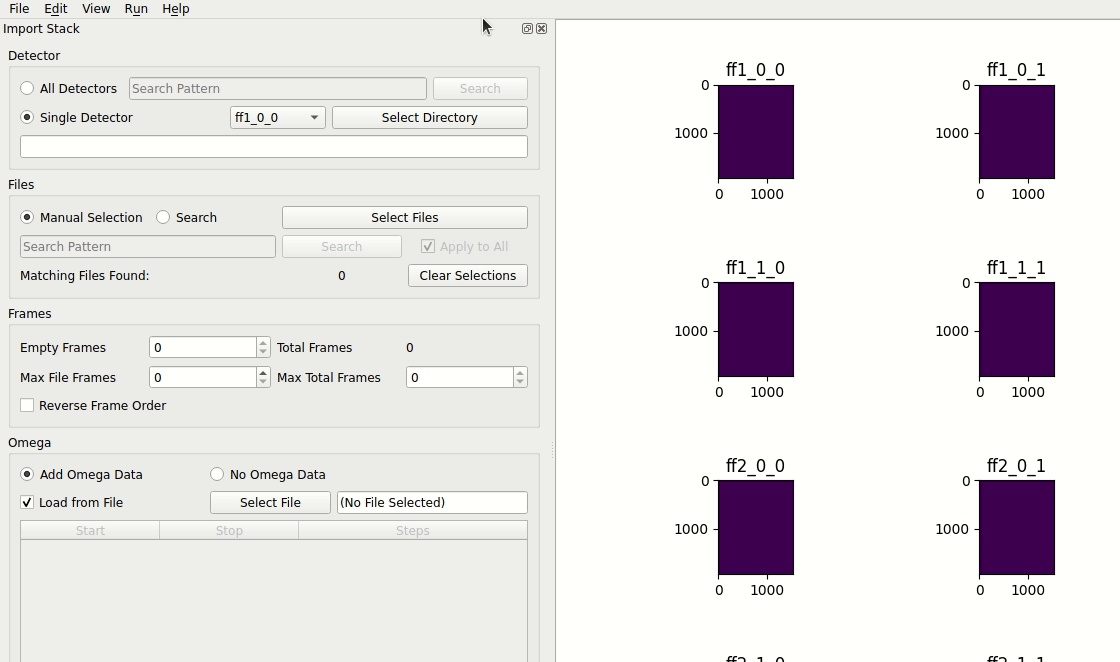 File Edit View Run Help
Import Stack
Detector
All Detectors Search Pattern Search
Single Detector ff1_0_0 Select Directory
Files
Manual Selection Search Select Files
Search Pattern Search Apply to All
Matching Files Found: 0 Clear Selections
Frames
Empty Frames 0 Total Frames 0
Max File Frames 0 Max Total Frames 0
Reverse Frame Order
Omega
Add Omega Data No Omega Data
Load from File Select File (No File Selected)
Start Stop Steps
ff1_0_0 ff1_0_1
0 0
1000 1000
0 1000 0 1000
ff1_1_0 ff1_1_1
0 0
1000 1000
0 1000 0 1000
ff2_0_0 ff2_0_1
0 0
1000 1000
0 1000 0 1000
ff2_1_0 ff2_1_1